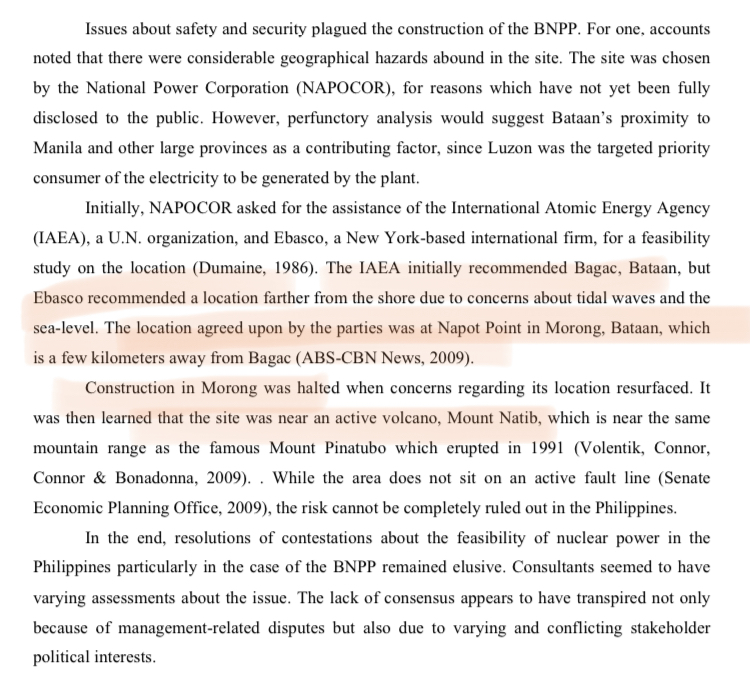 Issues about safety and security plagued the construction of the BNPP. For one, accounts
noted that there were considerable geographical hazards abound in the site. The site was chosen
by the National Power Corporation (NAPOCOR), for reasons which have not yet been fully
disclosed to the public. However, perfunctory analysis would suggest Bataan's proximity to
Manila and other large provinces as a contributing factor, since Luzon was the targeted priority
consumer of the electricity to be generated by the plant.
Initially, NAPOCOR asked for the assistance of the International Atomic Energy Agency
(IAEA), a U.N. organization, and Ebasco, a New York-based international firm, for a feasibility
study on the location (Dumaine, 1986). The IAEA initially recommended Bagac, Bataan, but
Ebasco recommended a location farther from the shore due to concerns about tidal waves and the
sea-level. The location agreed upon by the parties was at Napot Point in Morong, Bataan, which
is a few kilometers away from Bagac (ABS-CBN News, 2009).
Construction in Morong was halted when concerns regarding its location resurfaced. It
was then learned that the site was near an active volcano, Mount Natib, which is near the same
mountain range as the famous Mount Pinatubo which erupted in 1991 (Volentik, Connor,
Connor & Bonadonna, 2009). . While the area does not sit on an active fault line (Senate
Economic Planning Office, 2009), the risk cannot be completely ruled out in the Philippines.
In the end, resolutions of contestations about the feasibility of nuclear power in the
Philippines particularly in the case of the BNPP remained elusive. Consultants seemed to have
varying assessments about the issue. The lack of consensus appears to have transpired not only
because of management-related disputes but also due to varying and conflicting stakeholder
political interests.